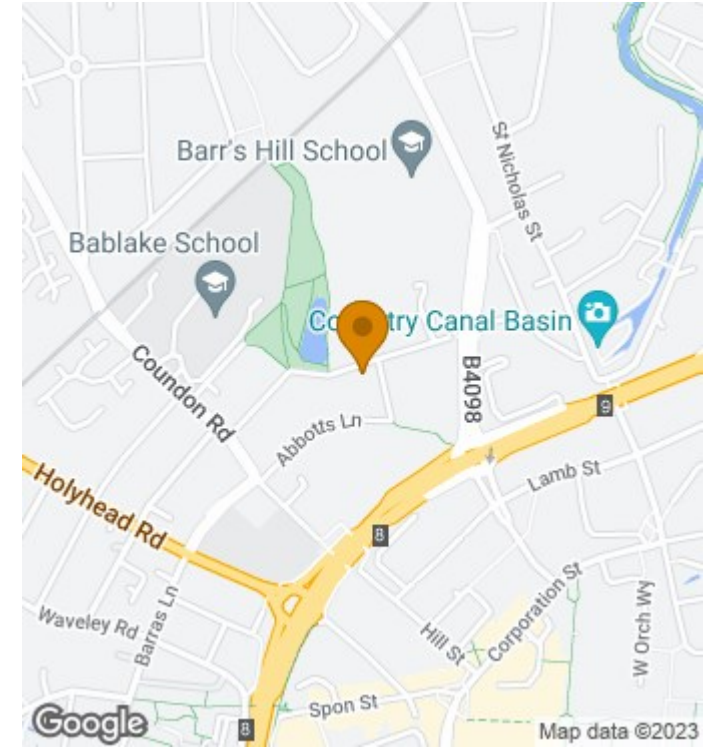 Barr's Hill School
St Nicholas St
Bablake School
Co try Canal Basin
Coundon Rd
B4098
9
Abbotts Ln
Lamb St
Holyhead Rd
8
Corporation St
Waveley Rd
Barras Ln
Hill St
W Orch Wy
Spon St
8
Google
Map data ©2023